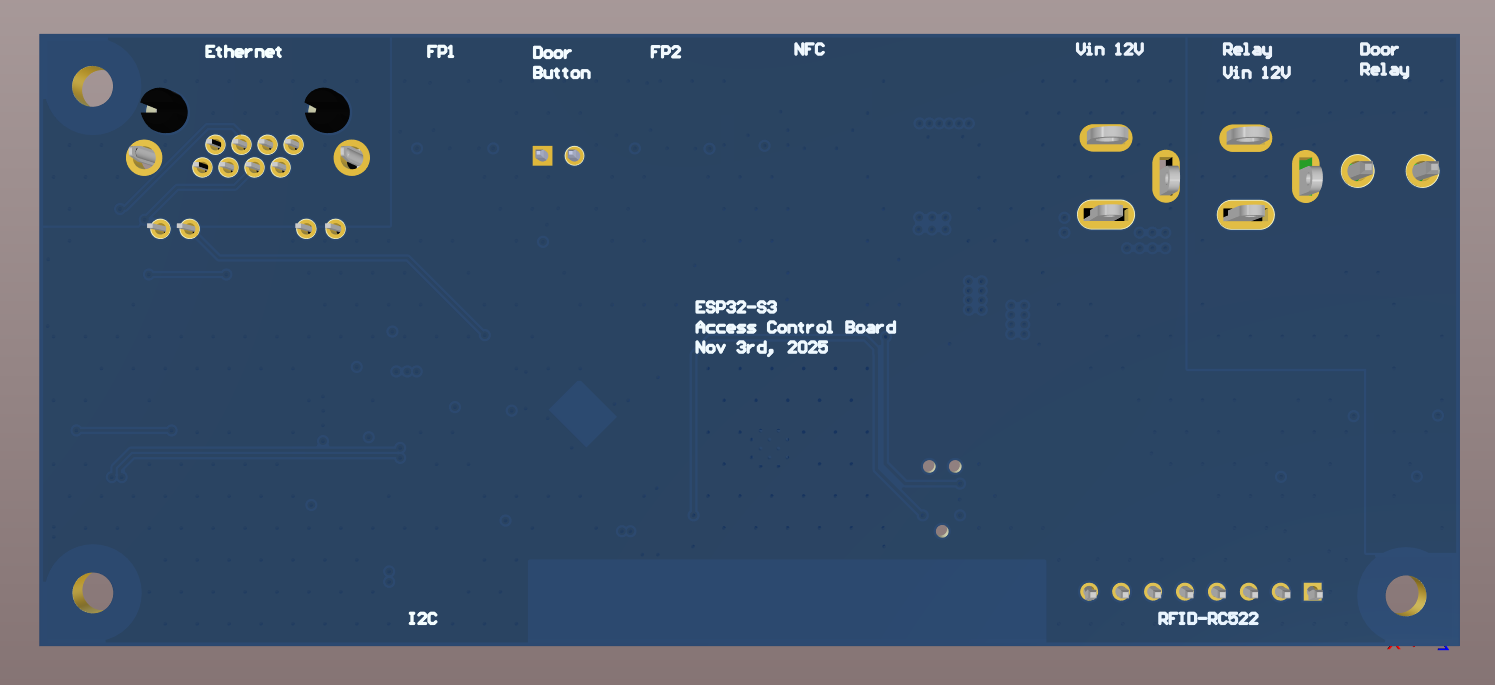 Ethernet
FP1
Door
Button
FP2
NFC
Vin 12V
Relay
Vin 12V
Door
Relay
ESP32-S3
Access Control Board
Nov 3rd, 2025
I2C
RFID-RC522